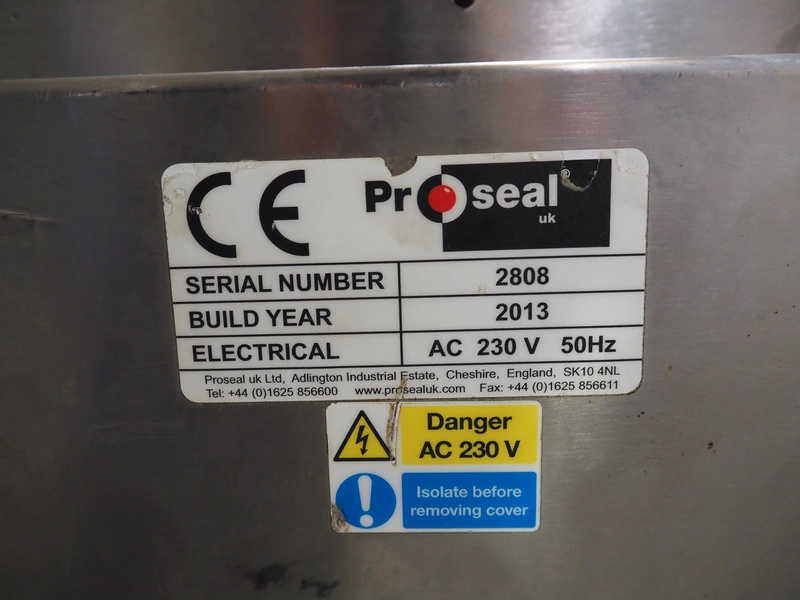 CE Proseal®
uk
SERIAL NUMBER 2808
BUILD YEAR 2013
ELECTRICAL AC 230 V 50Hz
Proseal uk Ltd, Adlington Industrial Estate, Cheshire, England, SK10 4NL
Tel: +44 (0)1625 856600 www.prosealuk.com Fax: +44 (0)1625 856611
Danger
AC 230 V
Isolate before
removing cover